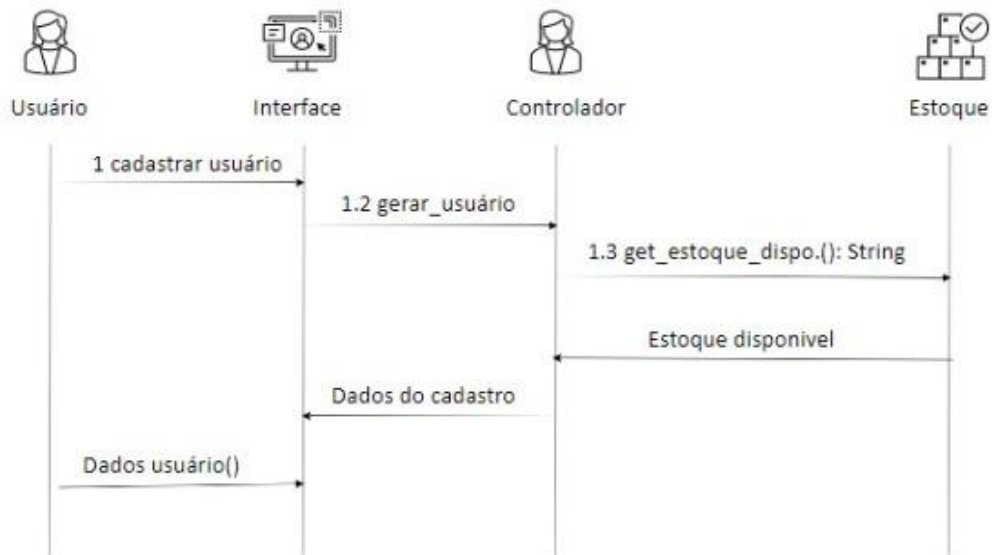 Usuário
Interface
Controlador
Estoque
1 cadastrar usuário
1.2 gerar_usuário
1.3 get_estoque_dispo.(): String
Estoque disponivel
Dados do cadastro
Dados usuário()